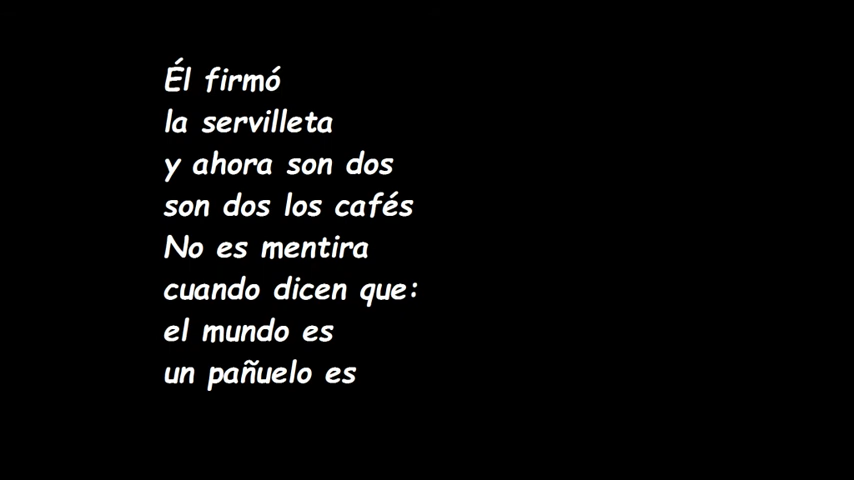 Él firmó
la servilleta
y ahora son dos
son dos los cafés
No es mentira
cuando dicen que:
el mundo es
un pañuelo es